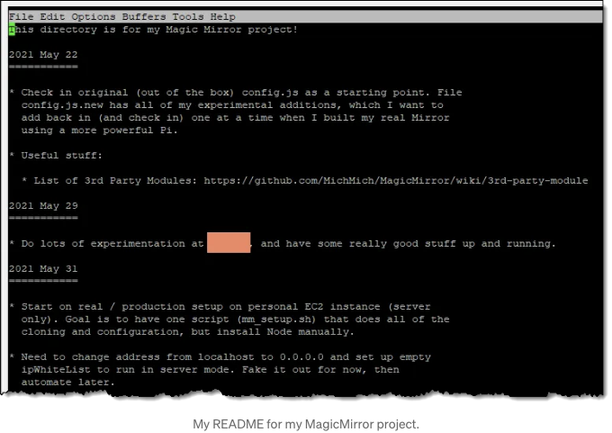 File Edit Options Buffers Tools Help
This directory is for my Magic Mirror project!
2021 May 22
===========
* Check in original (out of the box) config.js as a starting point. File
config.js.new has all of my experimental additions, which I want to
add back in (and check in) one at a time when I built my real Mirror
using a more powerful Pi.
* Useful stuff:
* List of 3rd Party Modules: https://github.com/MichMich/MagicMirror/wiki/3rd-party-module
2021 May 29
===========
* Do lots of experimentation at , and have some really good stuff up and running.
2021 May 31
===========
* Start on real / production setup on personal EC2 instance (server
only). Goal is to have one script (mm_setup.sh) that does all of the
cloning and configuration, but install Node manually.
* Need to change address from localhost to 0.0.0.0 and set up empty
ipWhiteList to run in server mode. Fake it out for now, then
automate later.
My README for my MagicMirror project.